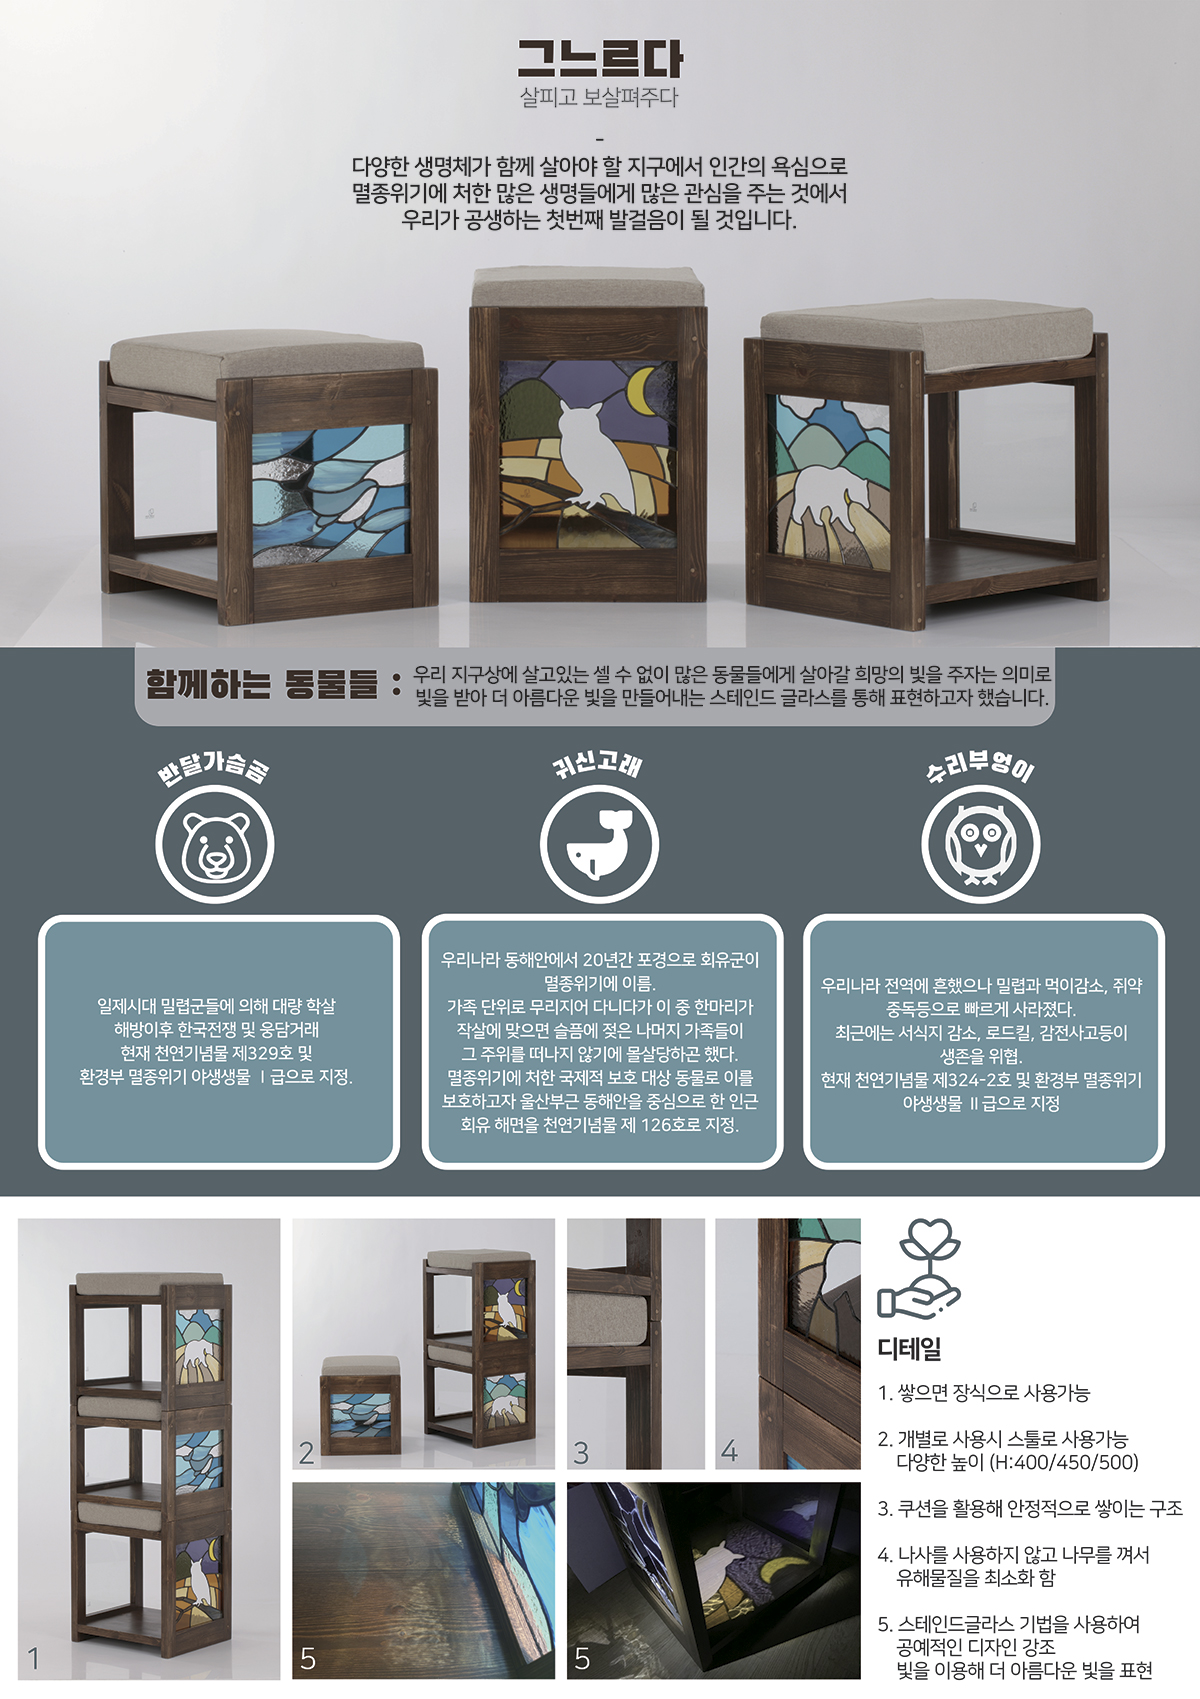 그느르다
살피고 보살펴주다
-
다양한 생명체가 함께 살아야 할 지구에서 인간의 욕심으로
멸종위기에 처한 많은 생명들에게 많은 관심을 주는 것에서
우리가 공생하는 첫번째 발걸음이 될 것입니다.
함께하는 동물들 :
우리 지구상에 살고있는 셀 수 없이 많은 동물들에게 살아갈 희망의 빛을 주자는 의미로
빛을 받아 더 아름다운 빛을 만들어내는 스테인드 글라스를 통해 표현하고자 했습니다.
반달가슴곰
일제시대 밀렵군들에 의해 대량 학살
해방이후 한국전쟁 및 웅담거래
현재 천연기념물 제329호 및
환경부 멸종위기 야생생물 Ⅰ급으로 지정.
귀신고래
우리나라 동해안에서 20년간 포경으로 회유군이
멸종위기에 이름.
가족 단위로 무리지어 다니다가 이 중 한마리가
작살에 맞으면 슬픔에 젖은 나머지 가족들이
그 주위를 떠나지 않기에 몰살당하곤 했다.
멸종위기에 처한 국제적 보호 대상 동물로 이를
보호하고자 울산부근 동해안을 중심으로 한 인근
회유 해면을 천연기념물 제 126호로 지정.
수리부엉이
우리나라 전역에 흔했으나 밀렵과 먹이감소, 쥐약
중독등으로 빠르게 사라졌다.
최근에는 서식지 감소, 로드킬, 감전사고등이
생존을 위협.
현재 천연기념물 제324-2호 및 환경부 멸종위기
야생생물 Ⅱ급으로 지정
1
2
3
4
5
5
디테일
1. 쌓으면 장식으로 사용가능
2. 개별로 사용시 스툴로 사용가능
다양한 높이 (H:400/450/500)
3. 쿠션을 활용해 안정적으로 쌓이는 구조
4. 나사를 사용하지 않고 나무를 껴서
유해물질을 최소화 함
5. 스테인드글라스 기법을 사용하여
공예적인 디자인 강조
빛을 이용해 더 아름다운 빛을 표현